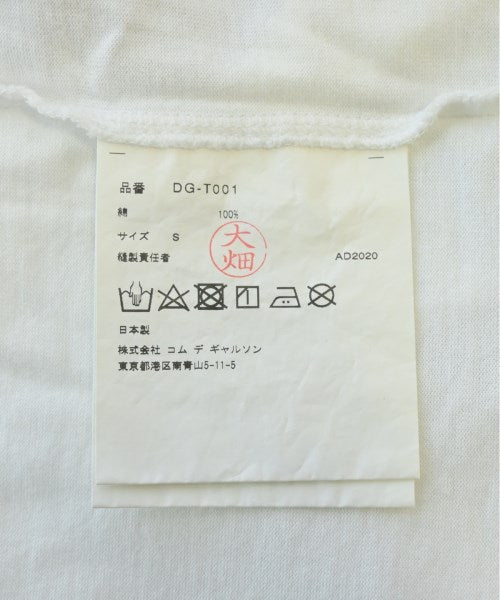 品番 DG-T001
綿 100%
サイズ S
縫製責任者 大畑 AD2020
日本製
株式会社 コム デ ギャルソン
東京都港区南青山5-11-5